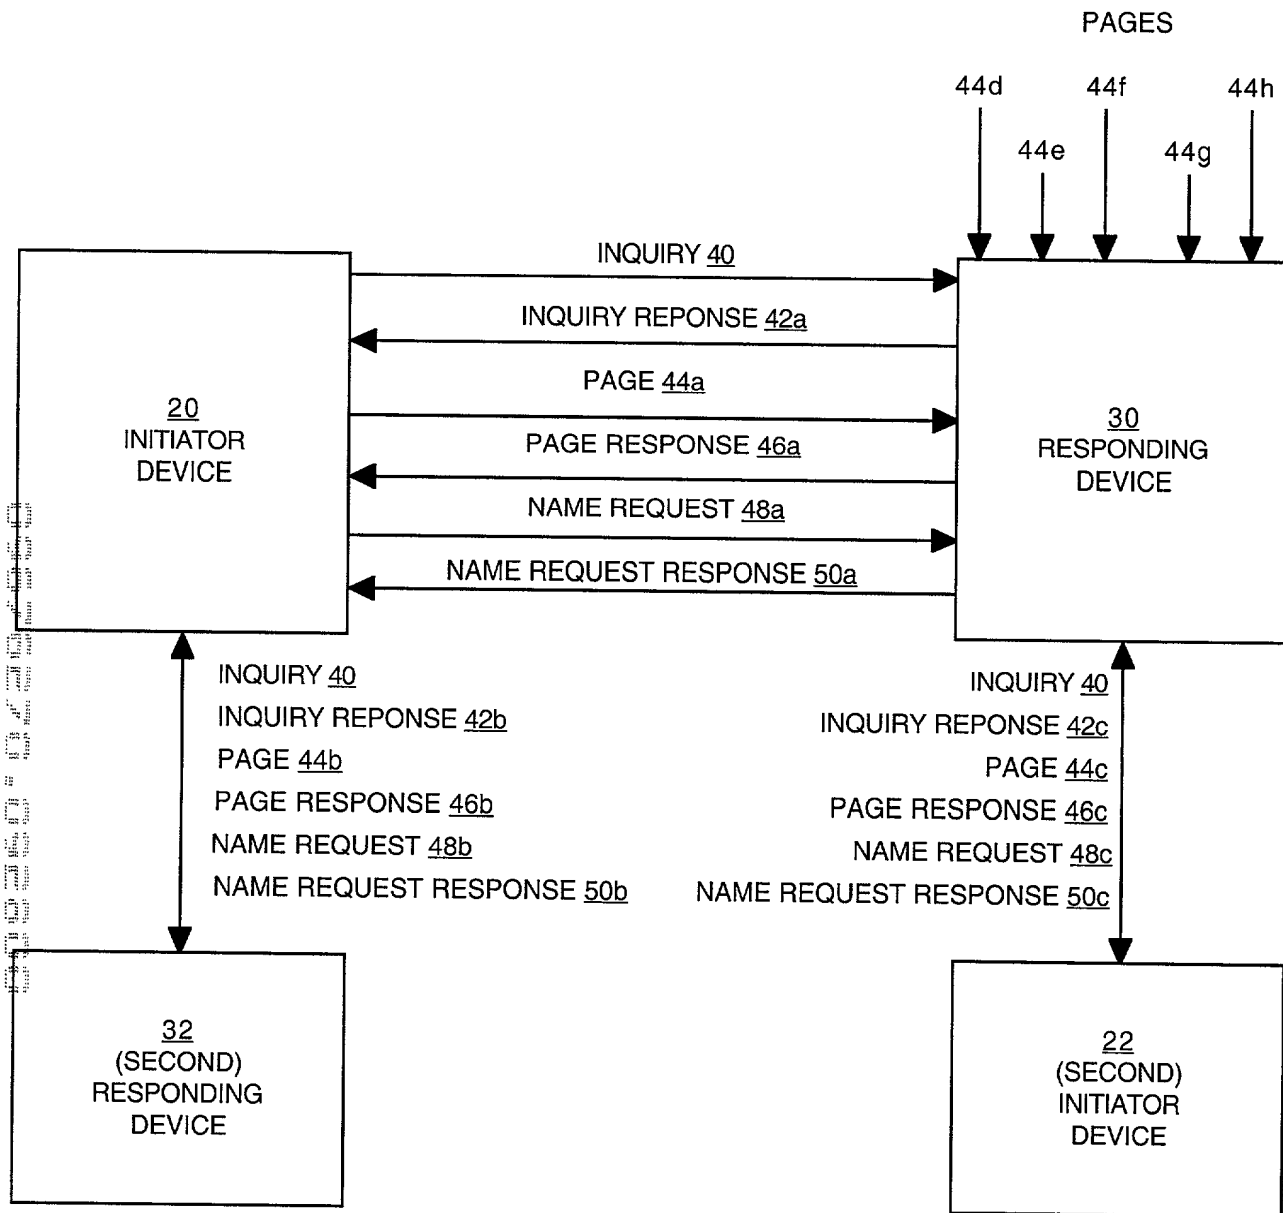 PAGES
44d 44f 44h
44e 44g
INQUIRY 40
INQUIRY REPONSE 42a
PAGE 44a
PAGE RESPONSE 46a
NAME REQUEST 48a
NAME REQUEST RESPONSE 50a
20
INITIATOR
DEVICE
30
RESPONDING
DEVICE
INQUIRY 40
INQUIRY REPONSE 42b
PAGE 44b
PAGE RESPONSE 46b
NAME REQUEST 48b
NAME REQUEST RESPONSE 50b
INQUIRY 40
INQUIRY REPONSE 42c
PAGE 44c
PAGE RESPONSE 46c
NAME REQUEST 48c
NAME REQUEST RESPONSE 50c
32
(SECOND)
RESPONDING
DEVICE
22
(SECOND)
INITIATOR
DEVICE